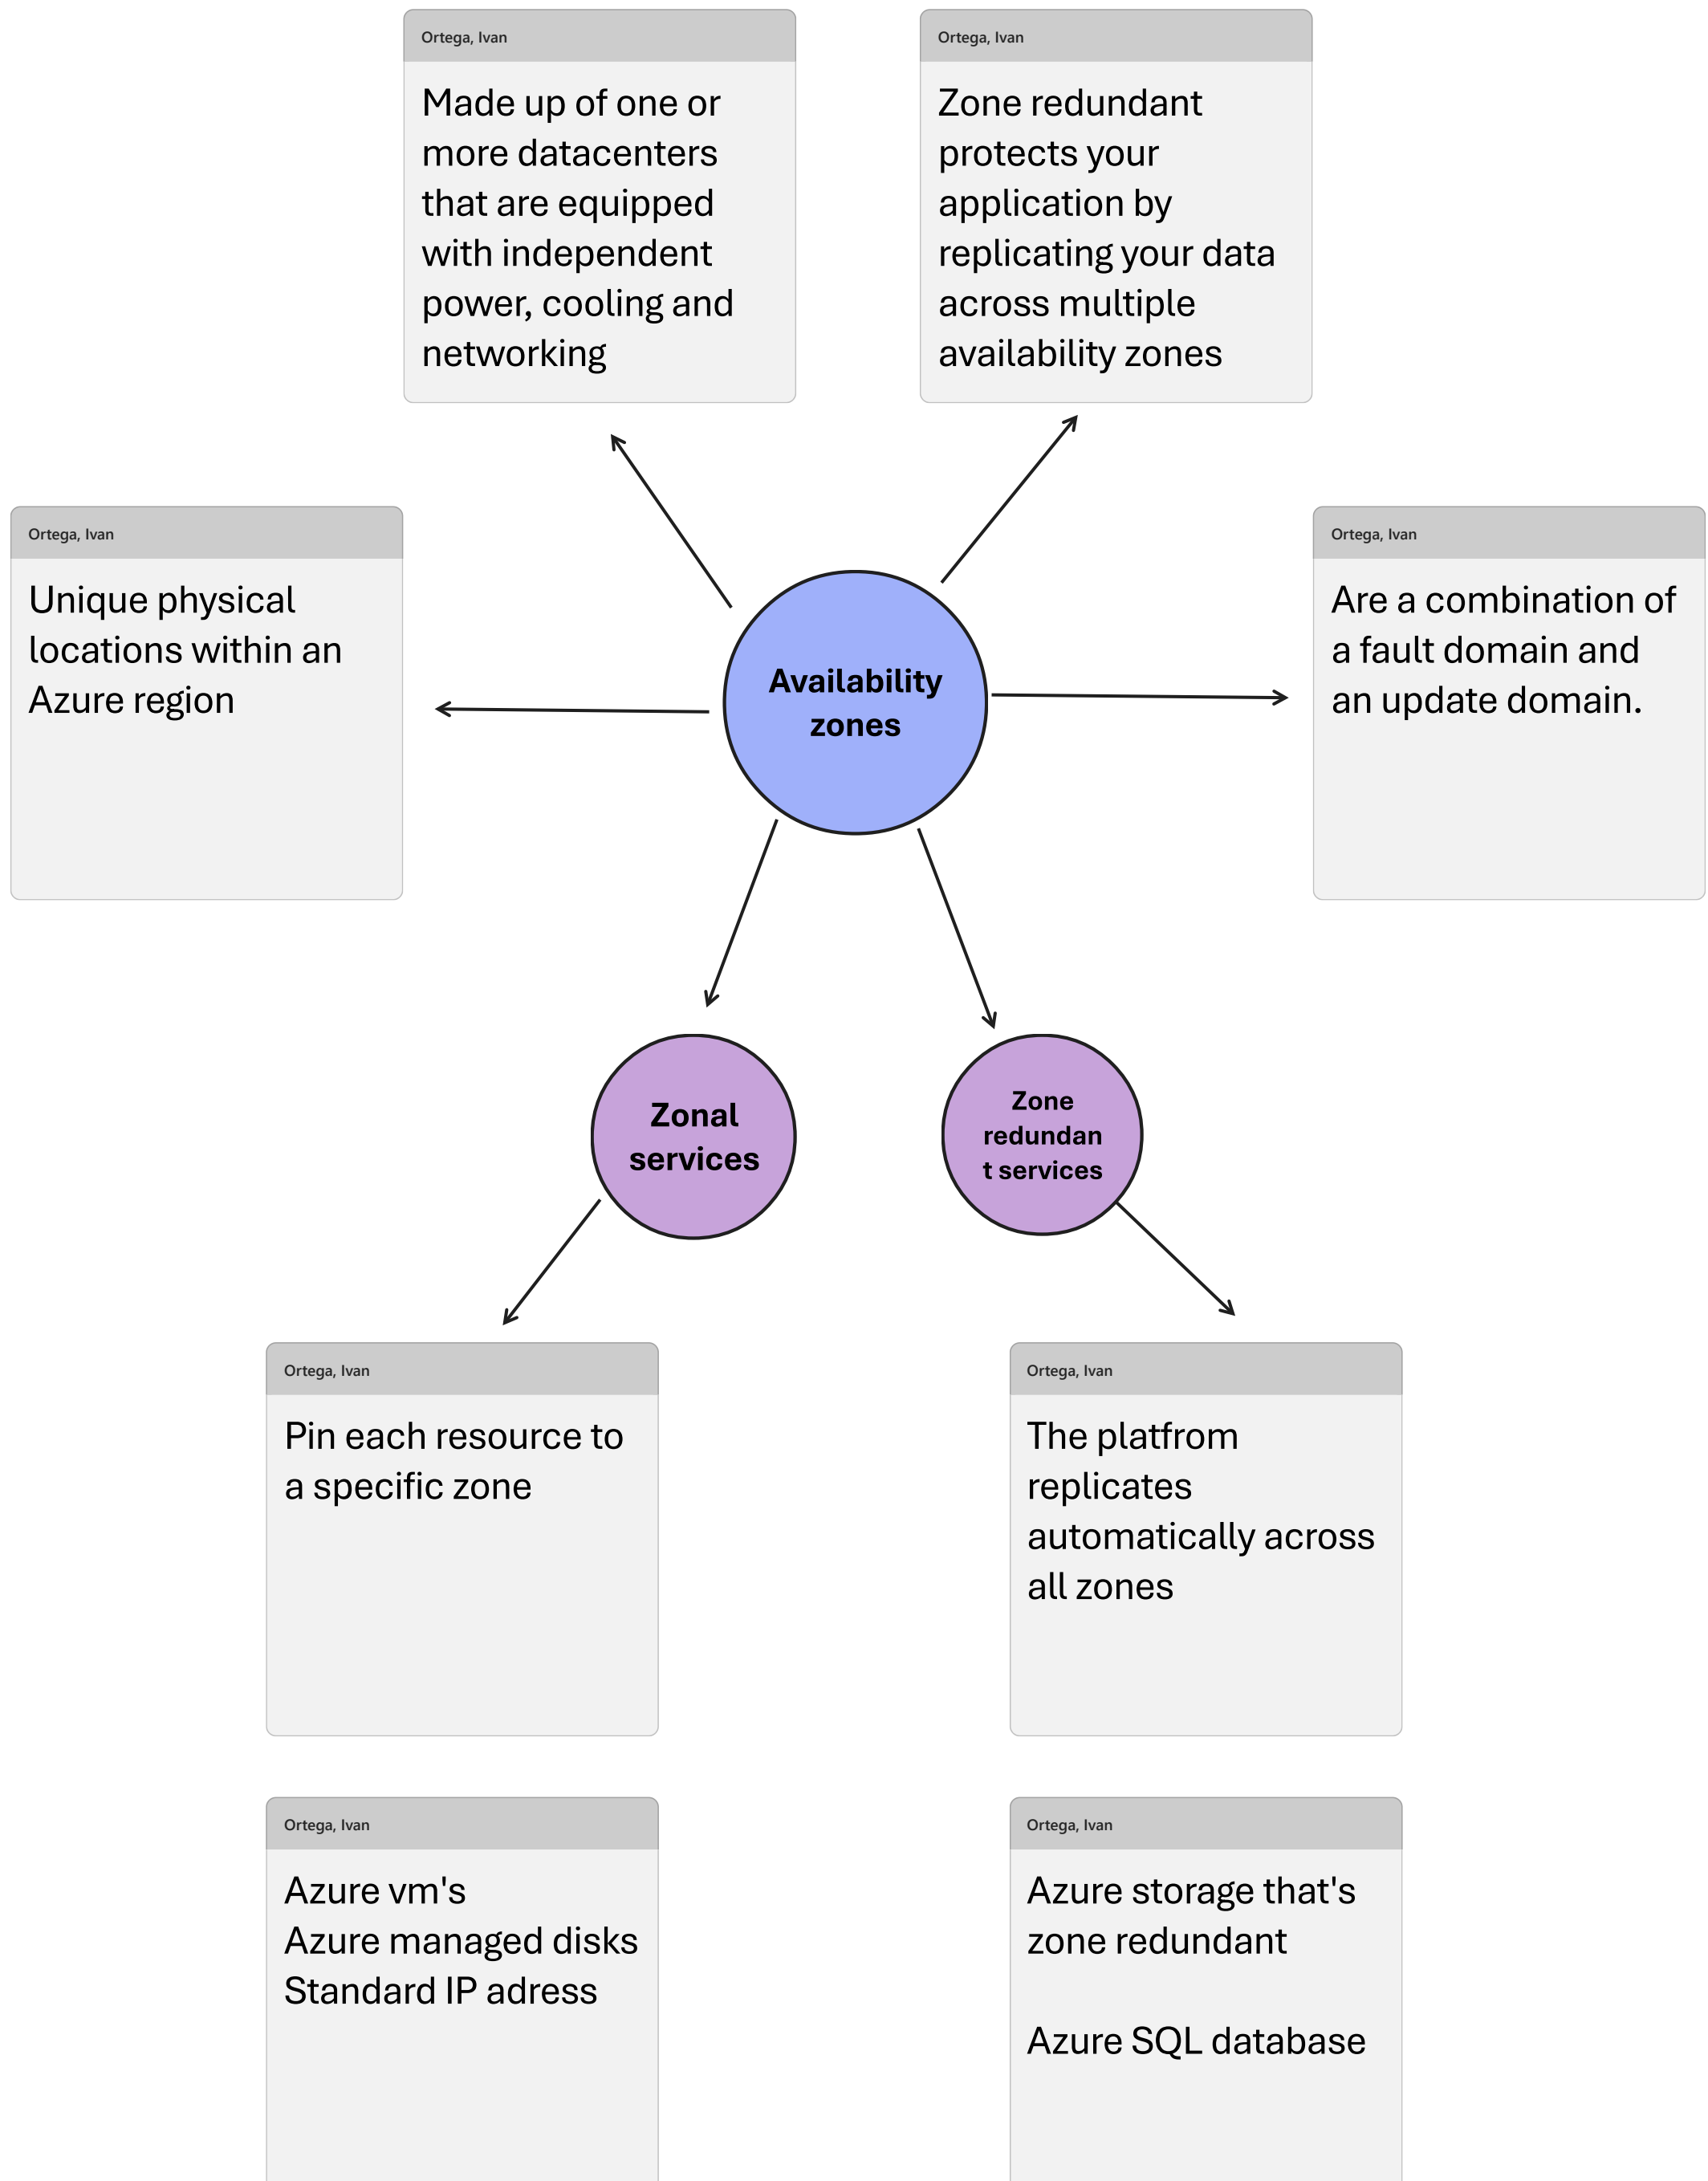 Ortega, Ivan
Made up of one or
more datacenters
that are equipped
with independent
power, cooling and
networking
Ortega, Ivan
Zone redundant
protects your
application by
replicating your data
across multiple
availability zones
Ortega, Ivan
Unique physical
locations within an
Azure region
Availability
zones
Ortega, Ivan
Are a combination of
a fault domain and
an update domain.
Zonal
services
Zone
redundan
t services
Ortega, Ivan
Pin each resource to
a specific zone
Ortega, Ivan
The platfrom
replicates
automatically across
all zones
Ortega, Ivan
Azure vm's
Azure managed disks
Standard IP adress
Ortega, Ivan
Azure storage that's
zone redundant
Azure SQL database